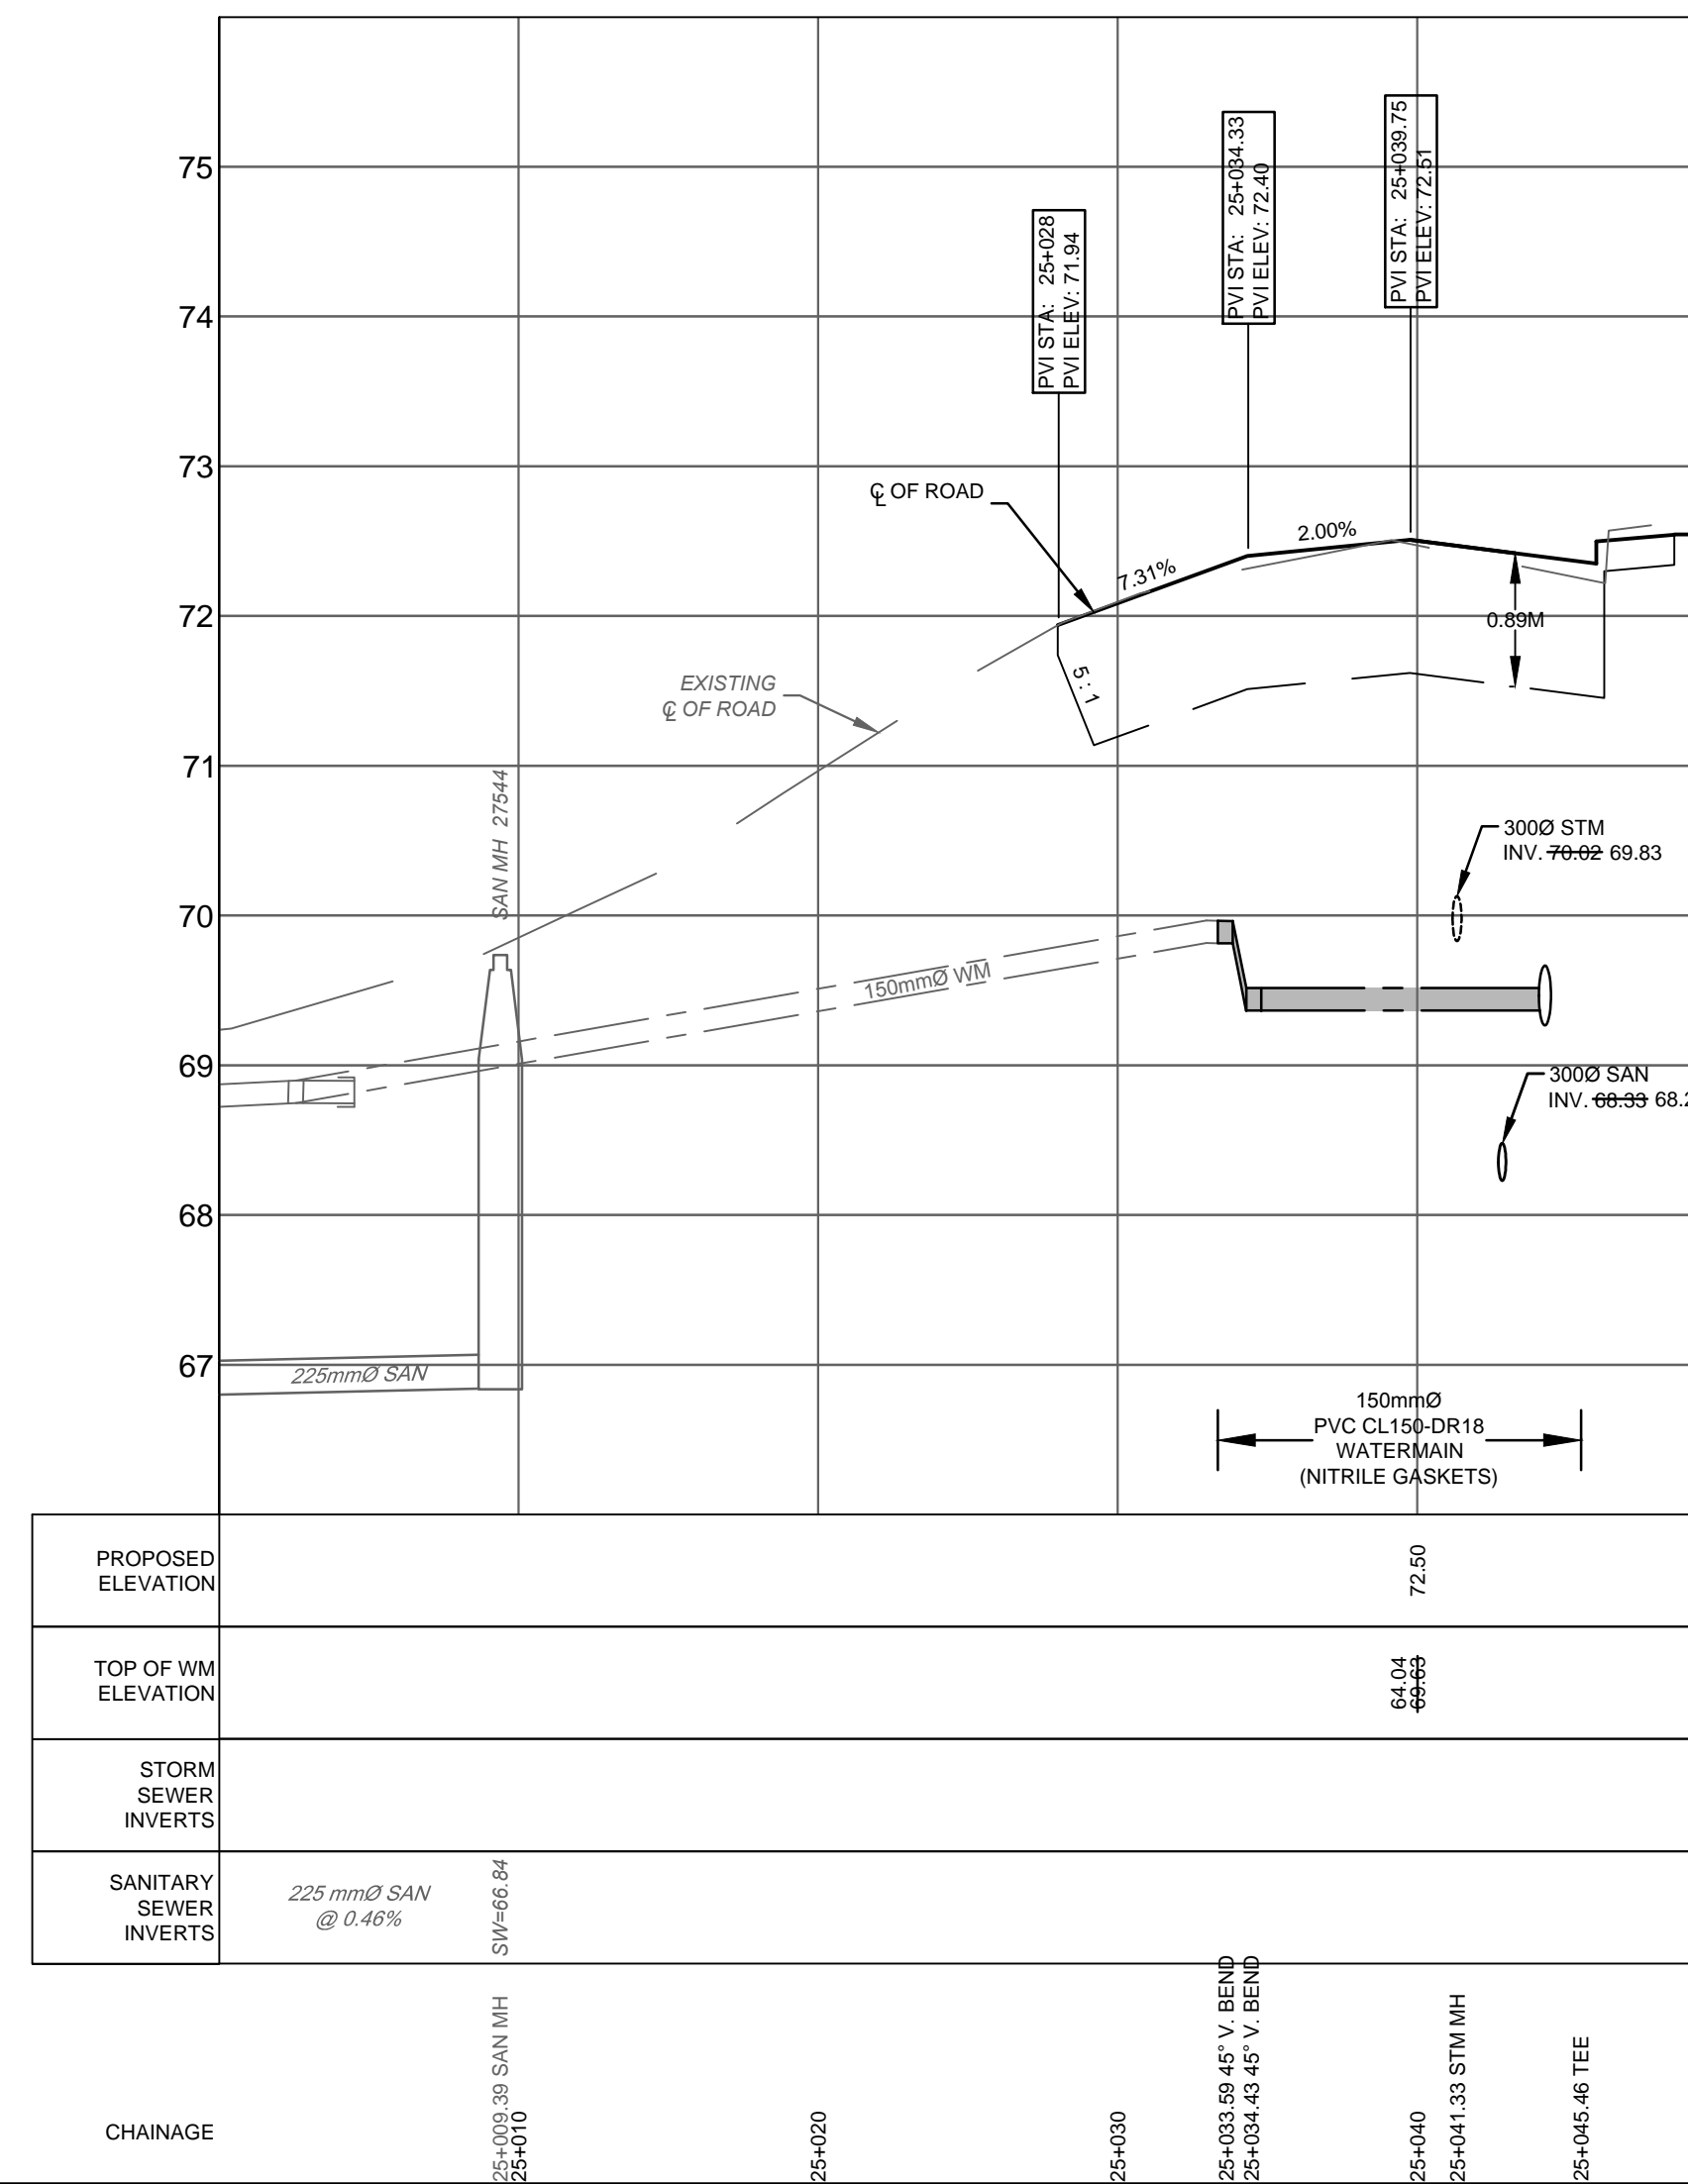 75
74
73
72
71
70
69
68
67
PVI STA: 25+028
PVI ELEV: 71.94
PVI STA: 25+034.33
PVI ELEV: 72.40
PVI STA: 25+039.75
PVI ELEV: 72.51
℄ OF ROAD
7.31%
2.00%
0.89M
5 : 1
EXISTING
℄ OF ROAD
SAN MH 27544
300Ø STM
INV. 70.02 69.83
150mmØ WM
300Ø SAN
INV. 68.33 68.2
225mmØ SAN
150mmØ
PVC CL150-DR18
WATERMAIN
(NITRILE GASKETS)
PROPOSED
ELEVATION
72.50
TOP OF WM
ELEVATION
64.04
69.63
STORM
SEWER
INVERTS
SANITARY
SEWER
INVERTS
225 mmØ SAN
@ 0.46%
SW=66.84
CHAINAGE
25+009.39 SAN MH
25+010
25+020
25+030
25+033.59 45° V. BEND
25+034.43 45° V. BEND
25+040
25+041.33 STM MH
25+045.46 TEE